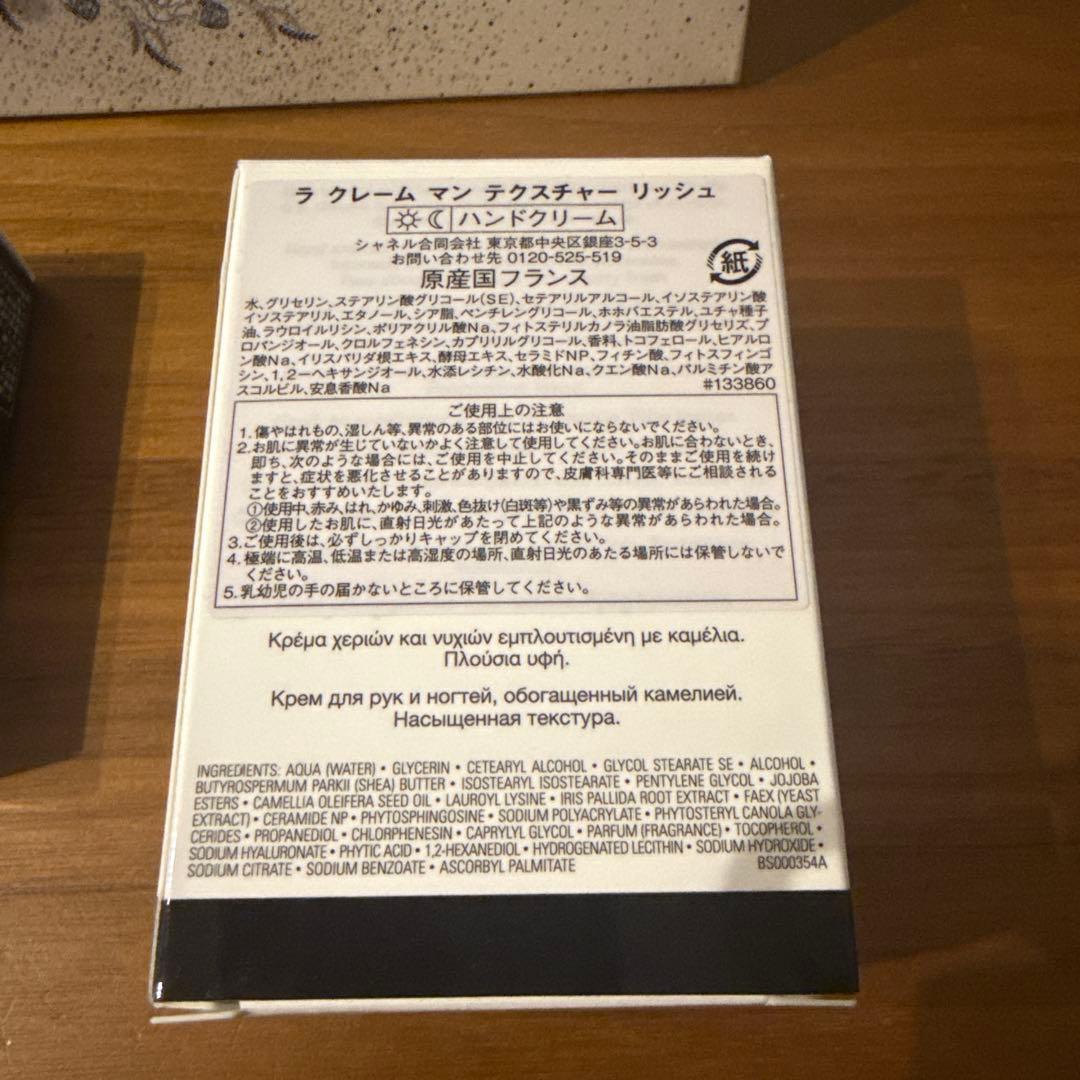 ラ クレーム マン テクスチャー リッシュ
ハンドクリーム
シャネル合同会社 東京都中央区銀座3-5-3
お問い合わせ先 0120-525-519
紙
原産国フランス
水、グリセリン、ステアリン酸グリコール(SE)、セテアリルアルコール、イソステアリン酸
イソステアリル、エタノール、シア脂、ペンチレングリコール、ホホバエステル、ユチャ種子
油、ラウロイルリシン、ポリアクリル酸Na、フィトステリルカノラ油脂肪酸グリセリズ、プ
ロパンジオール、クロルフェネシン、カプリリルグリコール、香料、トコフェロール、ヒアルロ
ン酸Na、イリスパリダ根エキス、酵母エキス、セラミドNP、フィチン酸、フィトスフィンゴ
シン、1,2-ヘキサンジオール、水添レシチン、水酸化Na、クエン酸Na、パルミチン酸ア
スコルビル、安息香酸Na #133860
ご使用上の注意
1. 傷やはれもの、湿しん等、異常のある部位にはお使いにならないでください。
2. お肌に異常が生じていないかよく注意して使用してください。お肌に合わないとき、
即ち、次のような場合には、ご使用を中止してください。そのままご使用を続け
ますと、症状を悪化させることがありますので、皮膚科専門医等にご相談される
ことをおすすめいたします。
①使用中、赤み、はれ、かゆみ、刺激、色抜け(白斑等)や黒ずみ等の異常があらわれた場合。
②使用したお肌に、直射日光があたって上記のような異常があらわれた場合。
3. ご使用後は、必ずしっかりキャップを閉めてください。
4. 極端に高温、低温または高湿度の場所、直射日光のあたる場所には保管しないで
ください。
5. 乳幼児の手の届かないところに保管してください。
Κρέμα χεριών και νυχιών εμπλουτισμένη με καμέλια.
Πλούσια υφή.
Крем для рук и ногтей, обогащенный камелией.
Насыщенная текстура.
INGREDIENTS: AQUA (WATER) • GLYCERIN • CETEARYL ALCOHOL • GLYCOL STEARATE SE • ALCOHOL •
BUTYROSPERMUM PARKII (SHEA) BUTTER • ISOSTEARYL ISOSTEARATE • PENTYLENE GLYCOL • JOJOBA
ESTERS • CAMELLIA OLEIFERA SEED OIL • LAUROYL LYSINE • IRIS PALLIDA ROOT EXTRACT • FAEX (YEAST
EXTRACT) • CERAMIDE NP • PHYTOSPHINGOSINE • SODIUM POLYACRYLATE • PHYTOSTERYL CANOLA GLY-
CERIDES • PROPANEDIOL • CHLORPHENESIN • CAPRYLYL GLYCOL • PARFUM (FRAGRANCE) • TOCOPHEROL •
SODIUM HYALURONATE • PHYTIC ACID • 1,2-HEXANEDIOL • HYDROGENATED LECITHIN • SODIUM HYDROXIDE •
SODIUM CITRATE • SODIUM BENZOATE • ASCORBYL PALMITATE BS000354A